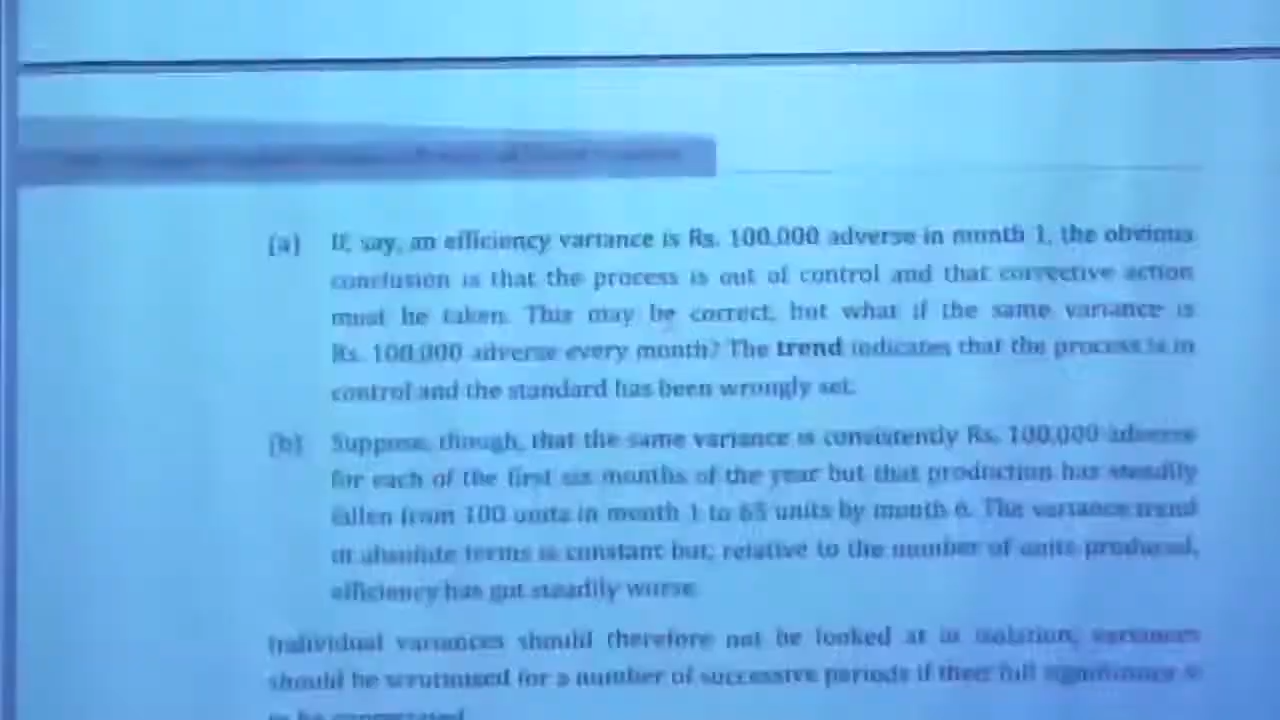 (a) If, say, an efficiency variance is Rs. 100,000 adverse in month 1, the obvious
conclusion is that the process is out of control and that corrective action
must be taken. This may be correct, but what if the same variance is
Rs. 100,000 adverse every month? The trend indicates that the process is in
control and the standard has been wrongly set.
(b) Suppose, though, that the same variance is consistently Rs. 100,000 adverse
for each of the first six months of the year but that production has steadily
fallen from 100 units in month 1 to 65 units by month 6. The variance trend
in absolute terms is constant but, relative to the number of units produced,
efficiency has got steadily worse.
Individual variances should therefore not be looked at in isolation; variances
should be scrutinised for a number of successive periods if their full significance is
to be appreciated.